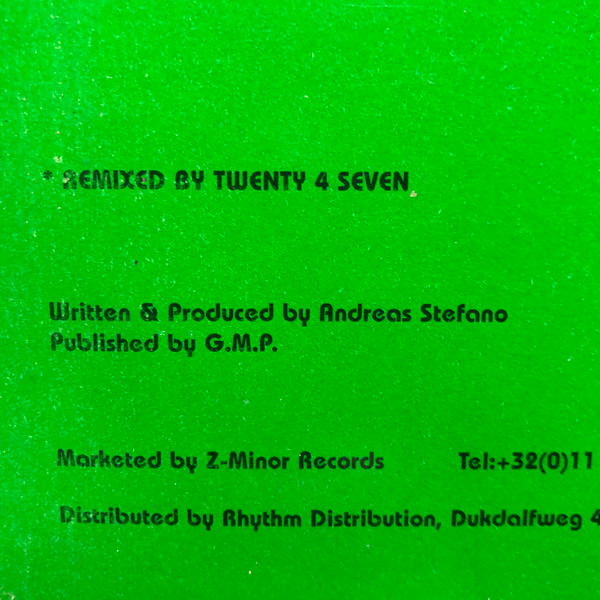 * REMIXED BY TWENTY 4 SEVEN
Written & Produced by Andreas Stefano
Published by G.M.P.
Marketed by Z-Minor Records Tel:+32(0)11
Distributed by Rhythm Distribution, Dukdalfweg 4